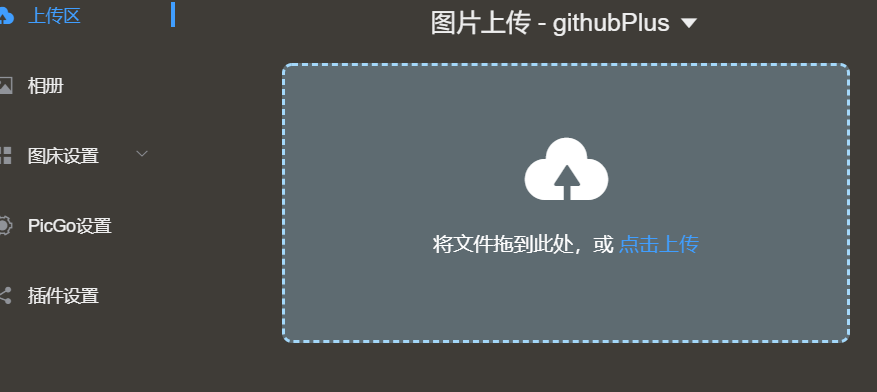 上传区
相册
图床设置
PicGo设置
插件设置
图片上传 - githubPlus
将文件拖到此处，或 点击上传